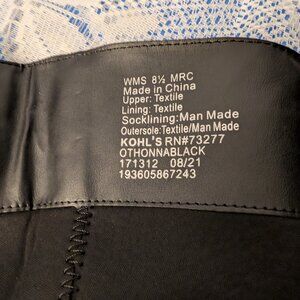 WMS 8½ MRC
Made in China
Upper: Textile
Lining: Textile
Socklining:Man Made
Outersole:Textile/Man Made
KOHL'S RN#73277
OTHONNABLACK
171312 08/21
193605867243